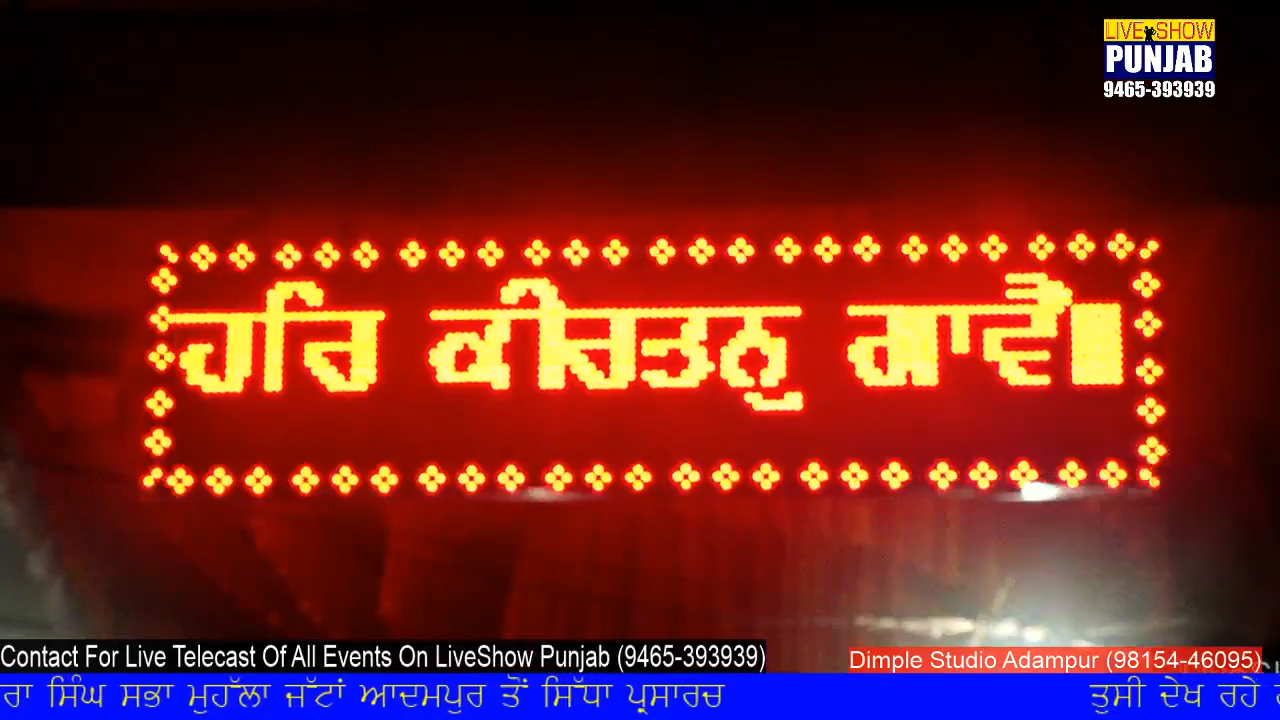 LIVE SHOW
PUNJAB
9465-393939
ਹਰਿ ਕੀਰਤਨੁ ਗਾਵੈ
Contact For Live Telecast Of All Events On LiveShow Punjab (9465-393939)
Dimple Studio Adampur (98154-46095)
ਰਾ ਸਿੰਘ ਸਭਾ ਮੁਹੱਲਾ ਜੱਟਾਂ ਆਦਮਪੁਰ ਤੋਂ ਸਿੱਧਾ ਪ੍ਰਸਾਰਣ ਤੁਸੀ ਦੇਖ ਰਹੇ